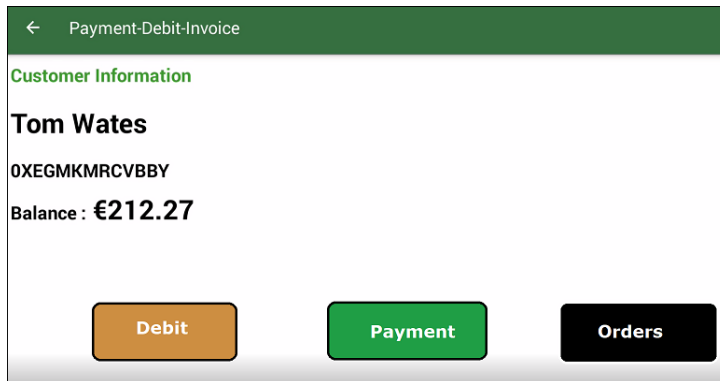 Payment-Debit-Invoice
Customer Information
Tom Wates
0XEGMKMRCVBBY
Balance : €212.27
Debit
Payment
Orders